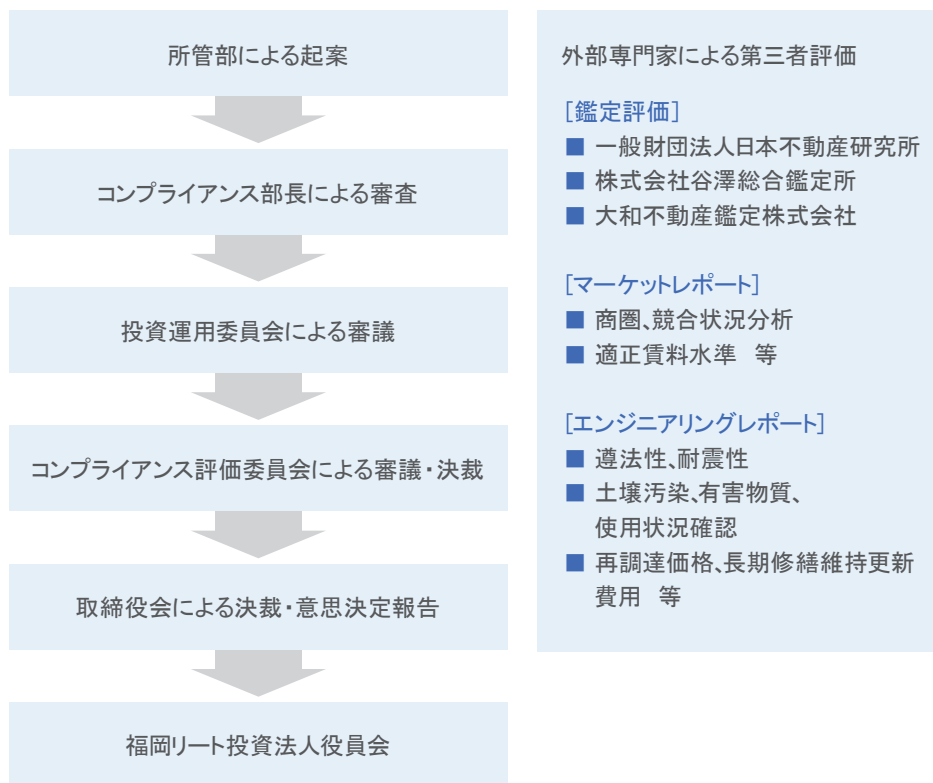 所管部による起案
コンプライアンス部長による審査
投資運用委員会による審議
コンプライアンス評価委員会による審議・決裁
取締役会による決裁・意思決定報告
福岡リート投資法人役員会
外部専門家による第三者評価
[鑑定評価]
■ 一般財団法人日本不動産研究所
■ 株式会社谷澤総合鑑定所
■ 大和不動産鑑定株式会社
[マーケットレポート]
■ 商圏、競合状況分析
■ 適正賃料水準　等
[エンジニアリングレポート]
■ 遵法性、耐震性
■ 土壌汚染、有害物質、
使用状況確認
■ 再調達価格、長期修繕維持更新
費用　等